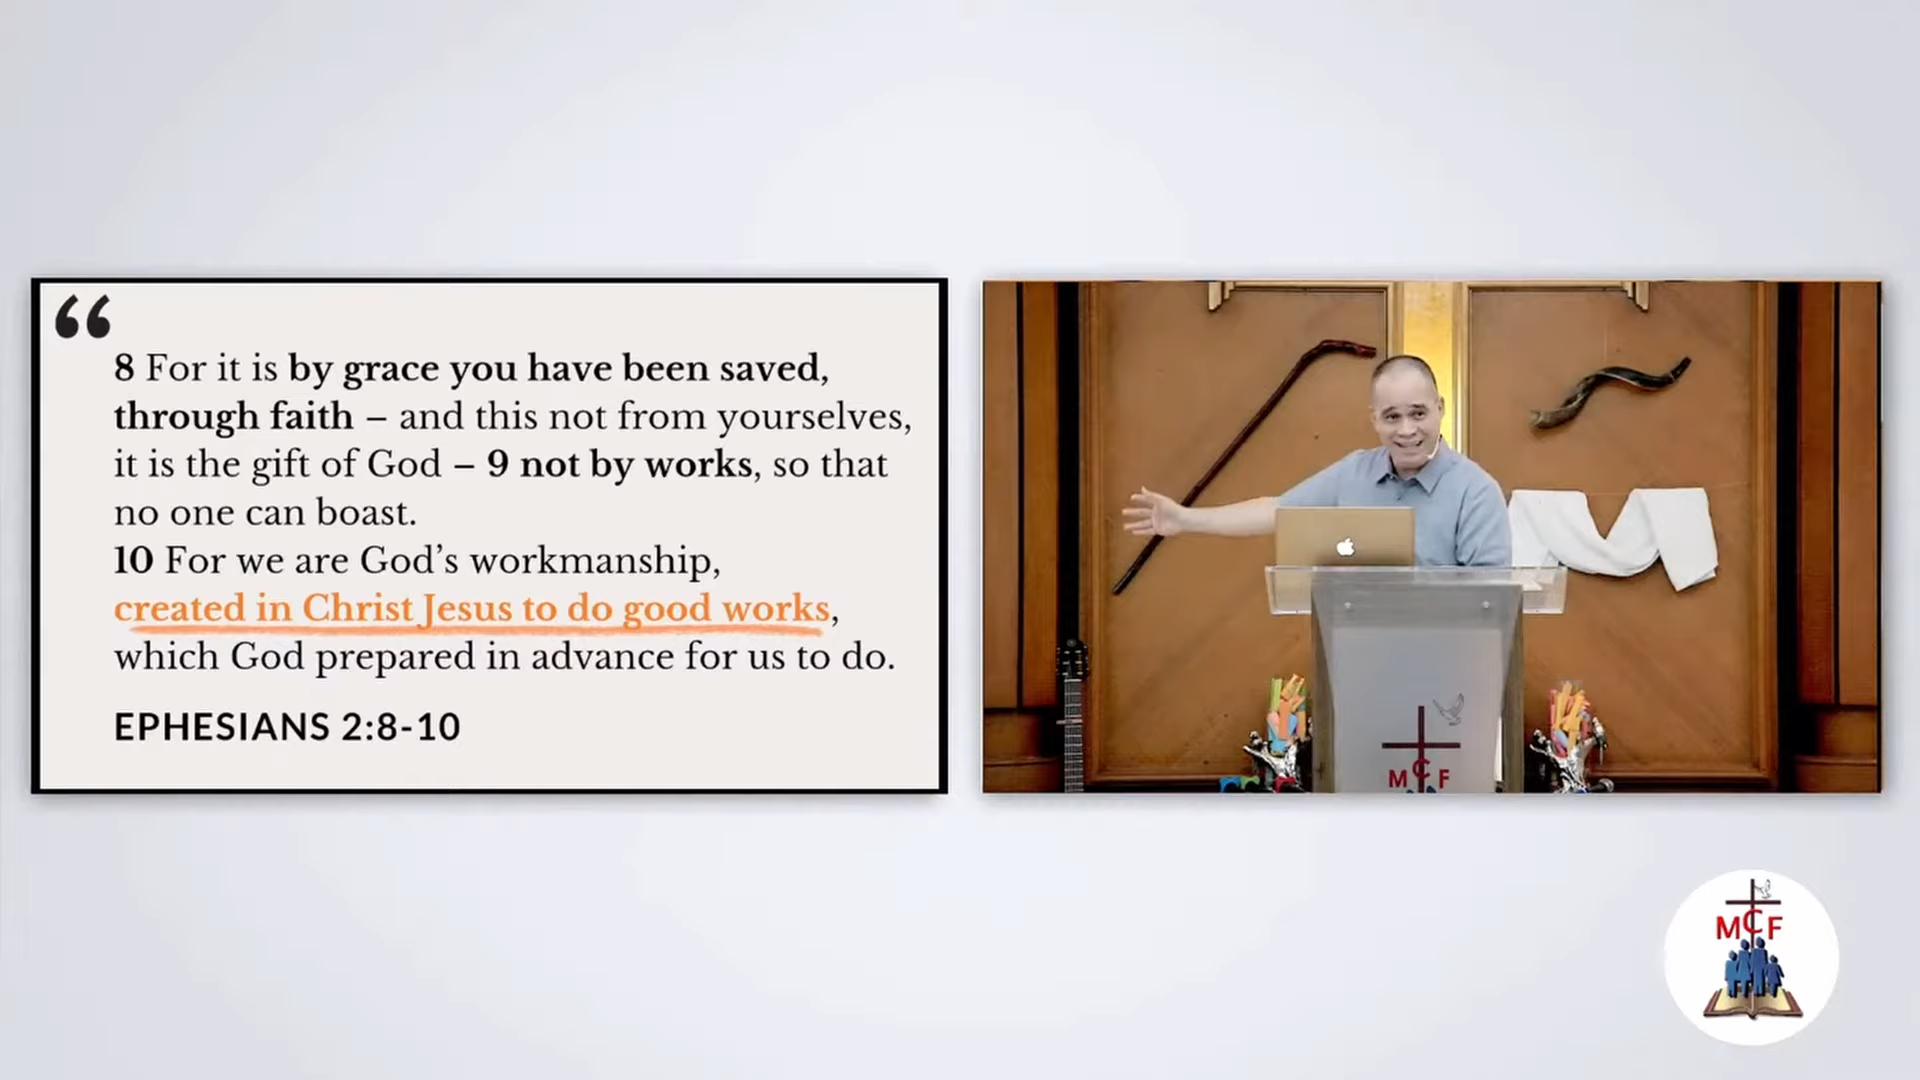 “
8 For it is by grace you have been saved,
through faith – and this not from yourselves,
it is the gift of God – 9 not by works, so that
no one can boast.
10 For we are God’s workmanship,
created in Christ Jesus to do good works,
which God prepared in advance for us to do.
EPHESIANS 2:8-10
MCF
MCF